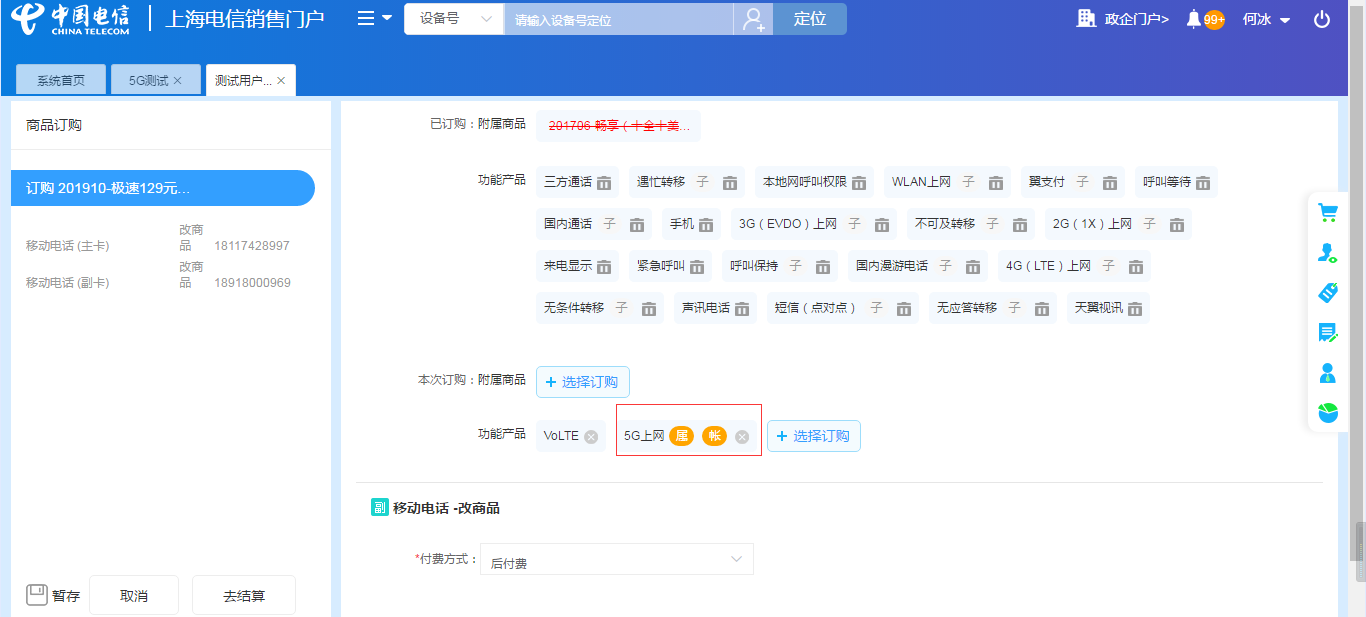 中国电信
CHINA TELECOM
上海电信销售门户
设备号
请输入设备号定位
定位
政企门户>
99+
何冰
系统首页
5G测试 ×
测试用户... ×
商品订购
订购 201910-极速129元...
移动电话 (主卡) 改商品 18117428997
移动电话 (副卡) 改商品 18918000969
暂存
取消
去结算
已订购：附属商品 201706-畅享（十全十美...
功能产品 三方通话 遇忙转移 子 本地网呼叫权限 WLAN上网 子 翼支付 子 呼叫等待
国内通话 子 手机 3G（EVDO）上网 子 不可及转移 子 2G（1X）上网 子
来电显示 紧急呼叫 呼叫保持 子 国内漫游电话 子 4G（LTE）上网 子
无条件转移 子 声讯电话 短信（点对点） 子 无应答转移 子 天翼视讯
本次订购：附属商品 + 选择订购
功能产品 VoLTE 5G上网 属 帐 + 选择订购
副 移动电话 -改商品
*付费方式： 后付费